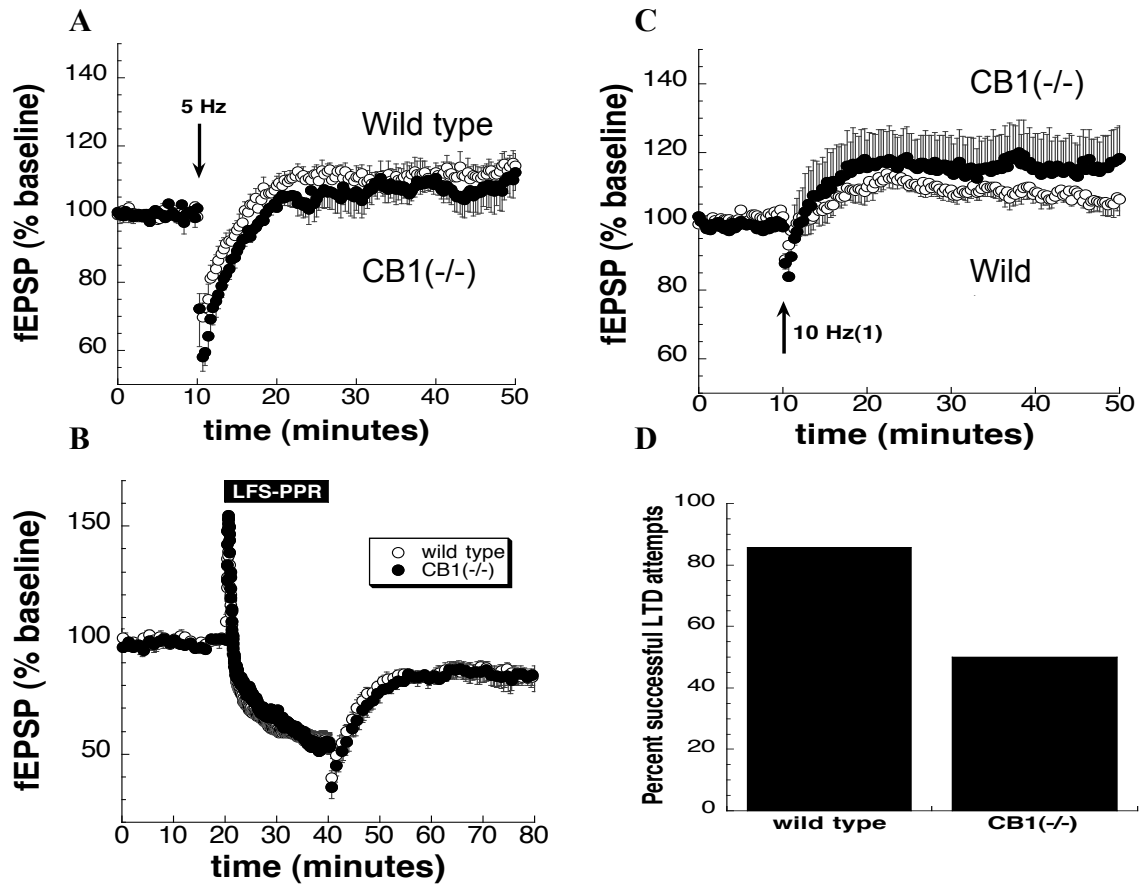 A
fEPSP (% baseline)
140
120
100
80
60
5 Hz
Wild type
CB1(-/-)
0 10 20 30 40 50
time (minutes)
C
fEPSP (% baseline)
140
120
100
80
60
CB1(-/-)
Wild
10 Hz(1)
0 10 20 30 40 50
time (minutes)
B
fEPSP (% baseline)
150
100
50
LFS-PPR
wild type
CB1(-/-)
0 10 20 30 40 50 60 70 80
time (minutes)
D
Percent successful LTD attempts
100
80
60
40
20
0
wild type CB1(-/-)